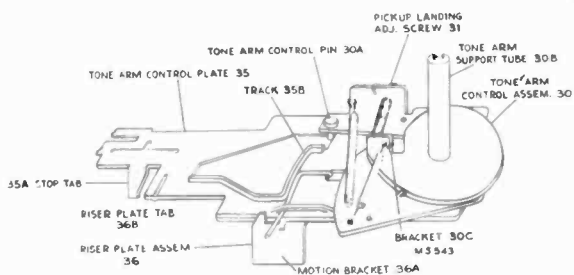 PICKUP LANDING
ADJ. SCREW 31
TONE ARM CONTROL PIN 30A
TONE ARM
SUPPORT TUBE 30B
TONE ARM CONTROL PLATE 35
TRACK 35B
TONE ARM
CONTROL ASSEM. 30
35A STOP TAB
RISER PLATE TAB
36B
RISER PLATE ASSEM
36
MOTION BRACKET 36A
BRACKET 30C
MS543